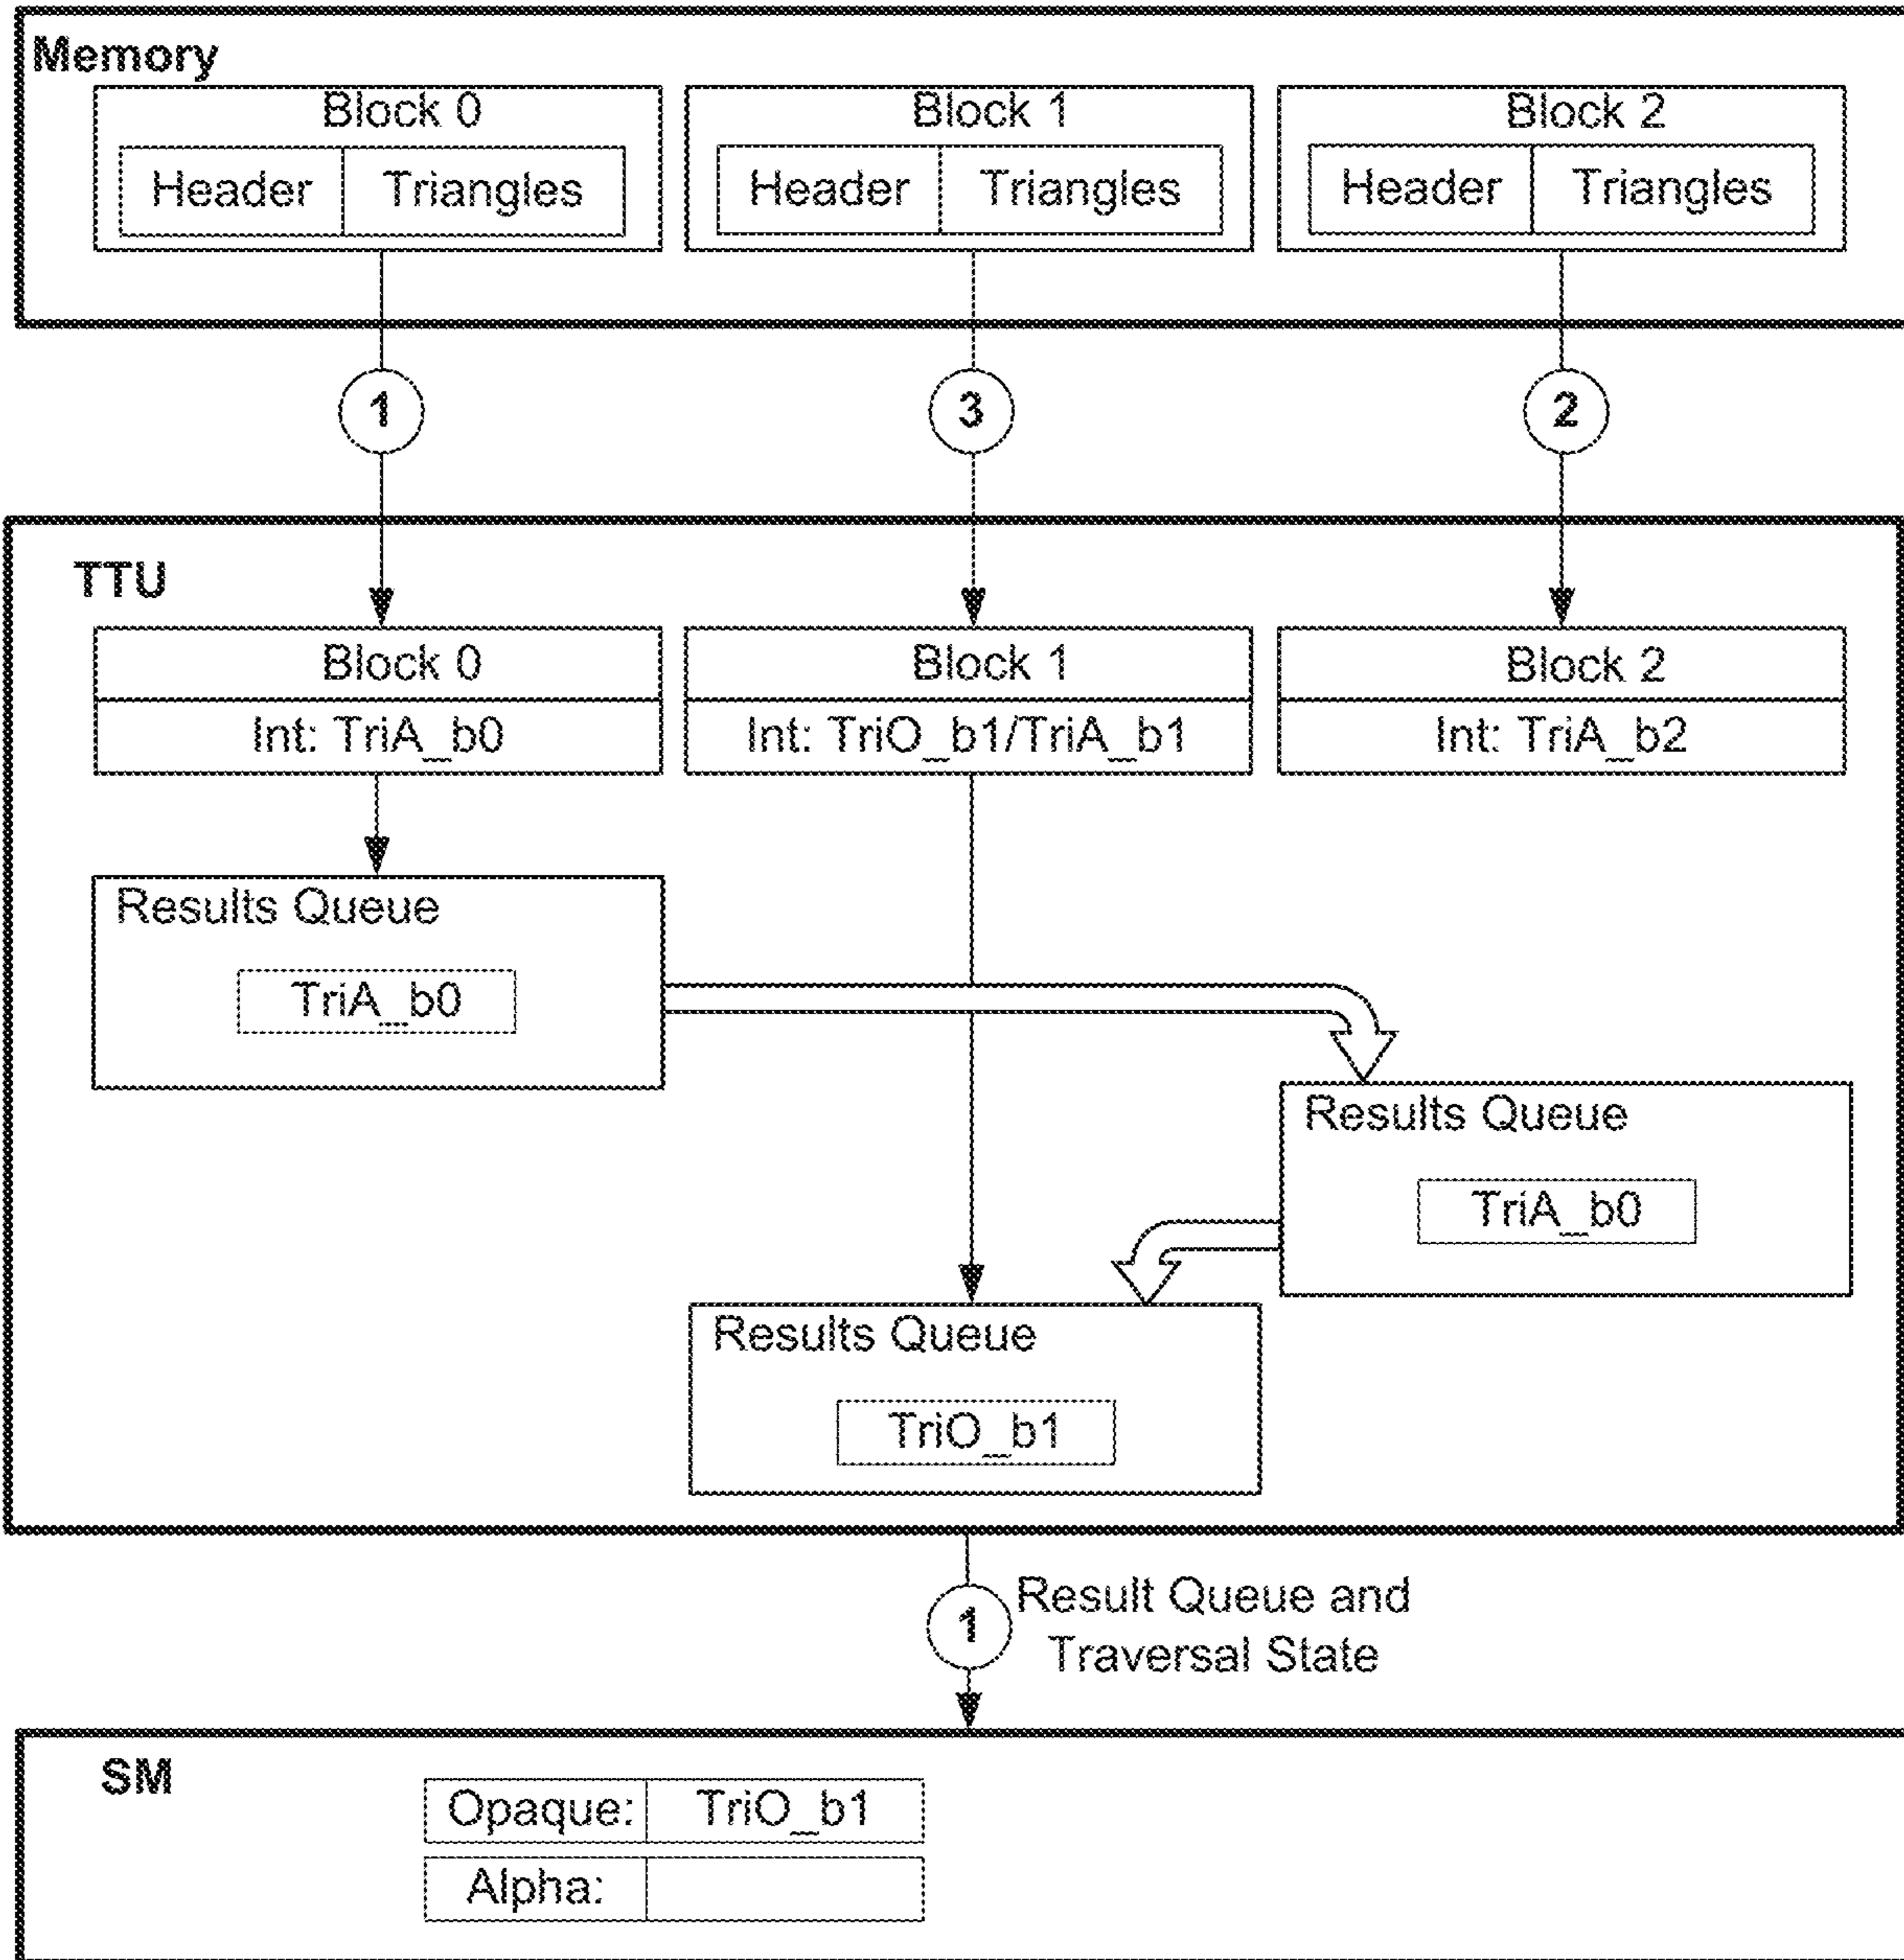 Memory
Block 0
Block 1
Block 2
Header Triangles
Header Triangles
Header Triangles
1
3
2
TTU
Block 0
Block 1
Block 2
Int: TriA_b0
Int: TriO_b1/TriA_b1
Int: TriA_b2
Results Queue
TriA_b0
Results Queue
TriA_b0
Results Queue
TriO_b1
1
Result Queue and
Traversal State
SM
Opaque: TriO_b1
Alpha: